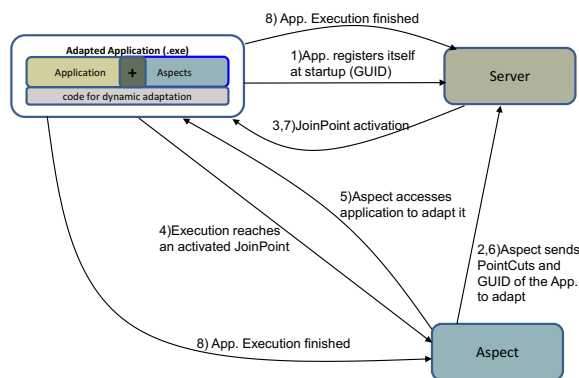 8) App. Execution finished
Adapted Application (.exe)
Application + Aspects
code for dynamic adaptation
1)App. registers itself
at startup (GUID)
Server
3,7)JoinPoint activation
5)Aspect accesses
application to adapt it
4)Execution reaches
an activated JoinPoint
2,6)Aspect sends
PointCuts and
GUID of the App.
to adapt
8) App. Execution finished
Aspect